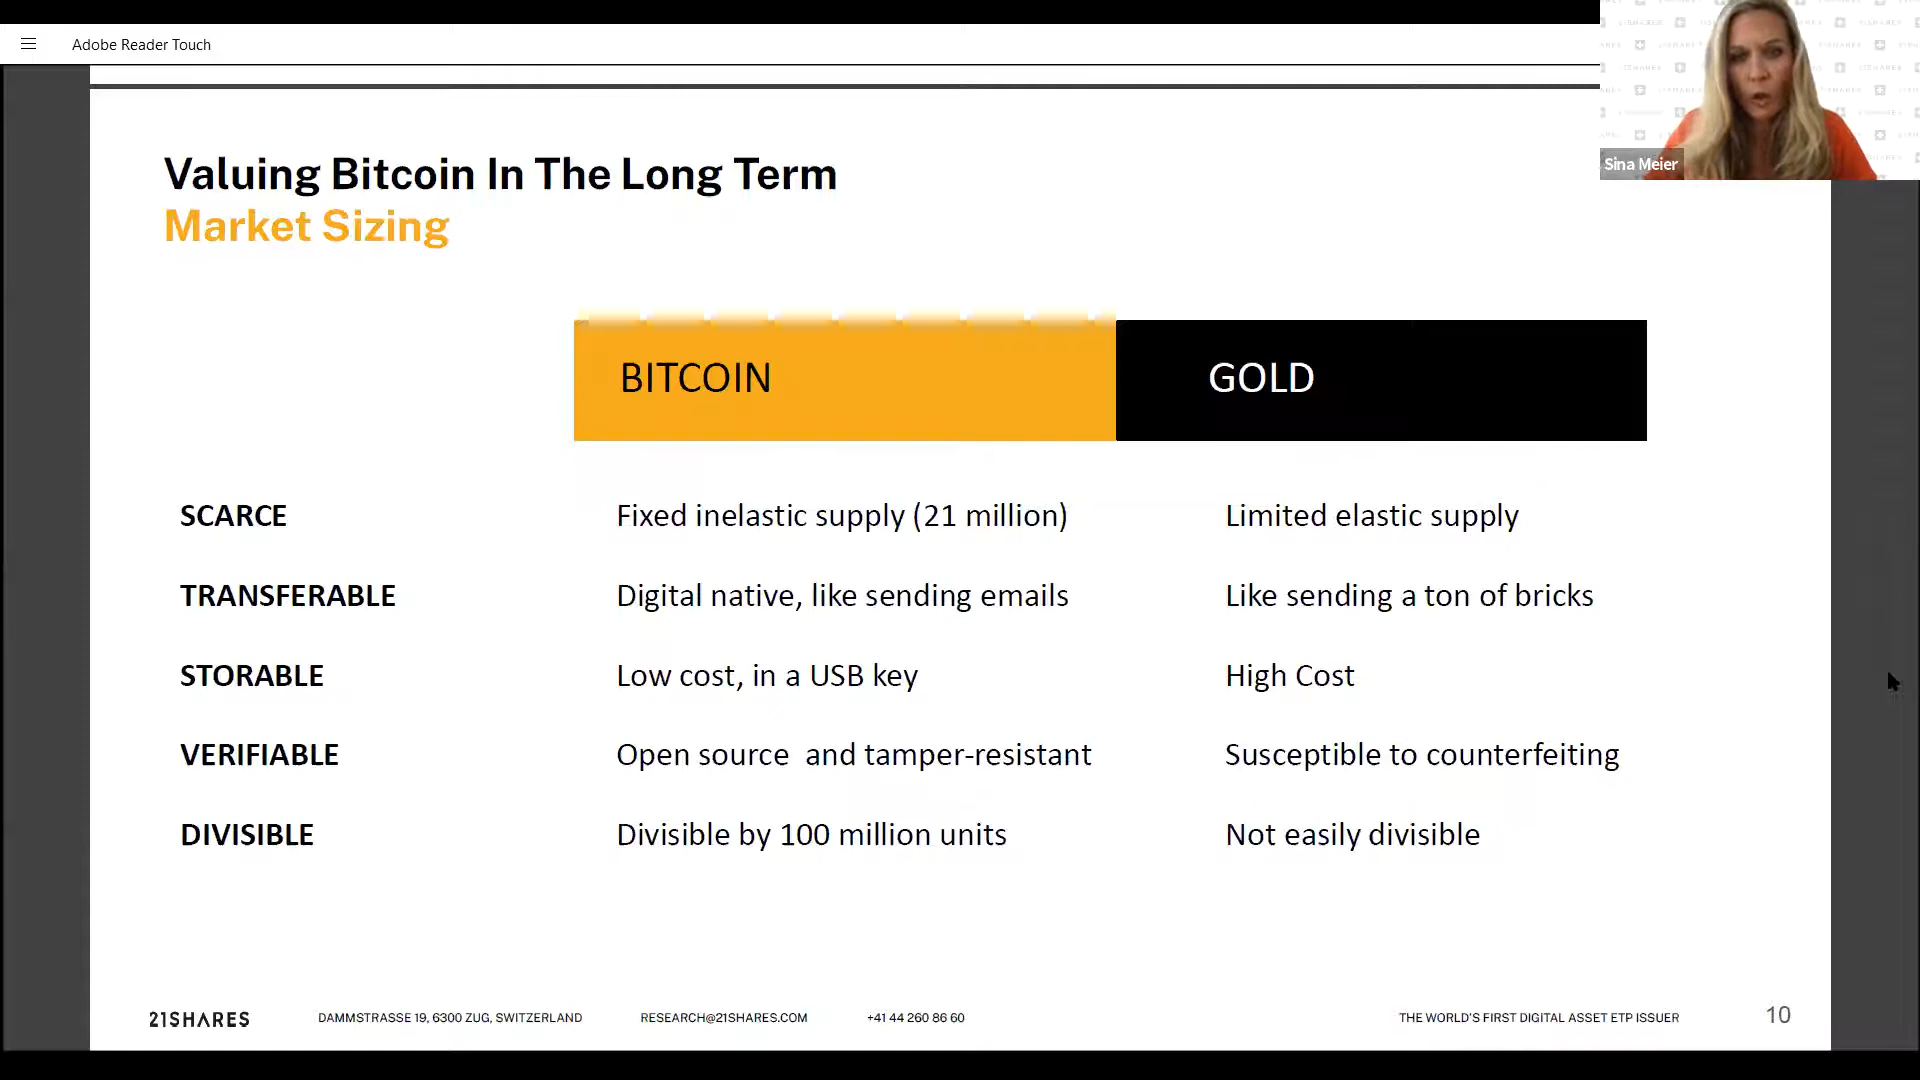 Adobe Reader Touch
Sina Meier
Valuing Bitcoin In The Long Term
Market Sizing
BITCOIN GOLD
SCARCE Fixed inelastic supply (21 million) Limited elastic supply
TRANSFERABLE Digital native, like sending emails Like sending a ton of bricks
STORABLE Low cost, in a USB key High Cost
VERIFIABLE Open source and tamper-resistant Susceptible to counterfeiting
DIVISIBLE Divisible by 100 million units Not easily divisible
21SHARES DAMMSTRASSE 19, 6300 ZUG, SWITZERLAND RESEARCH@21SHARES.COM +41 44 260 86 60 THE WORLD'S FIRST DIGITAL ASSET ETP ISSUER 10